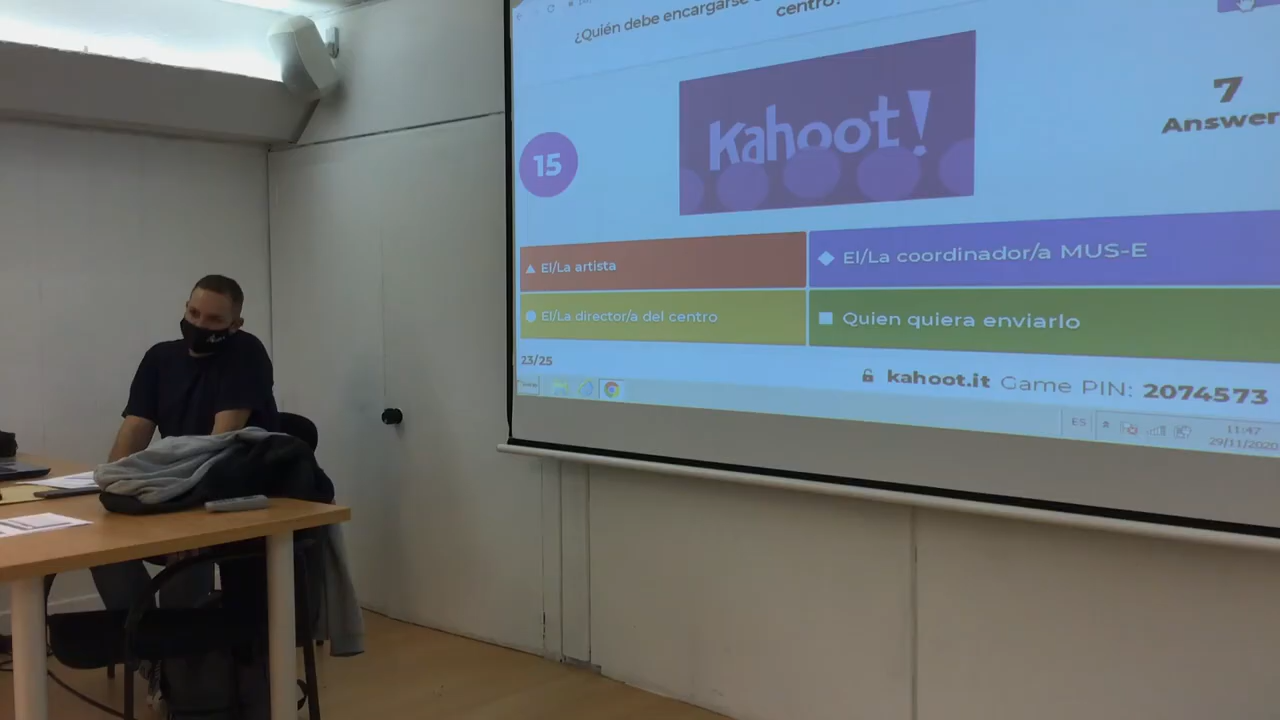 ¿Quién debe encargarse
centro?
Kahoot!
7
Answer
15
El/La artista
El/La coordinador/a MUS-E
El/La director/a del centro
Quien quiera enviarlo
23/25
kahoot.it Game PIN: 2074573
ES
11:47
29/11/2020